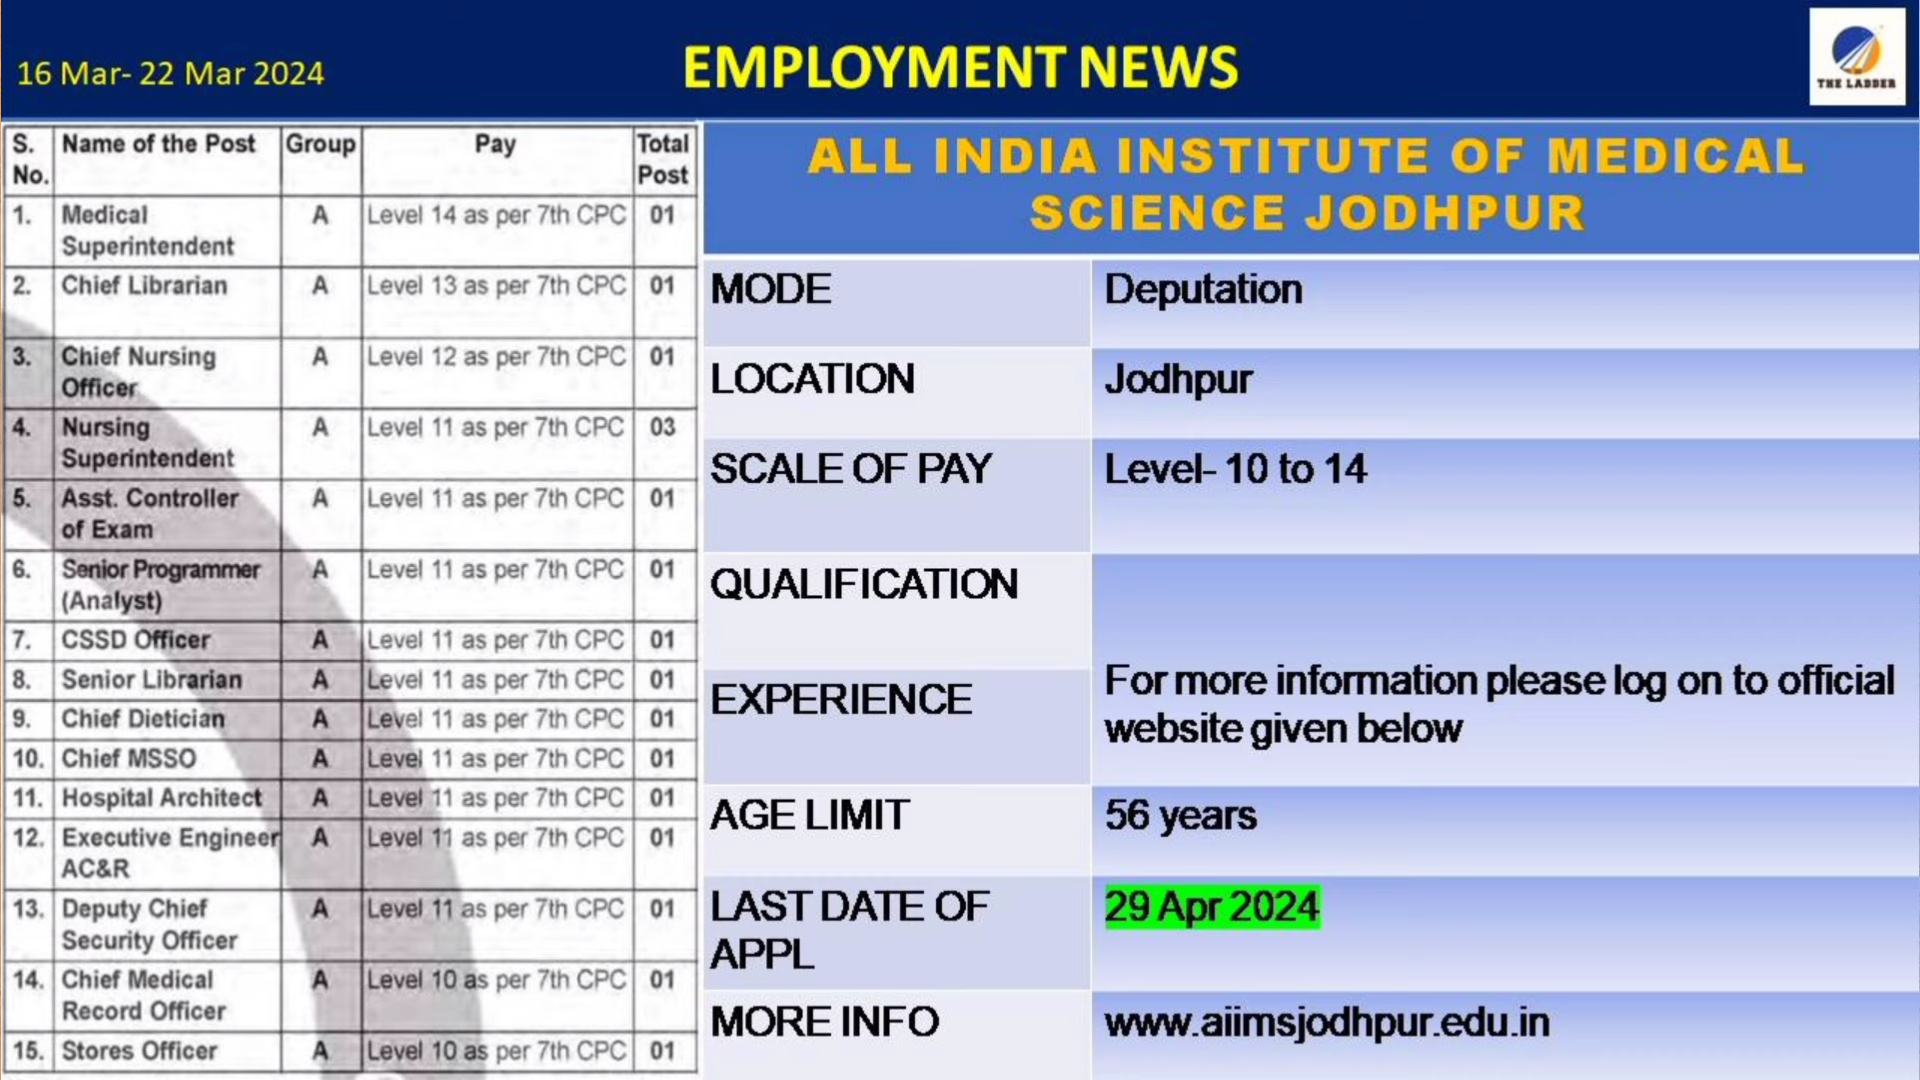 16 Mar- 22 Mar 2024
EMPLOYMENT NEWS
THE LADDER
S. No. Name of the Post Group Pay Total Post
1. Medical Superintendent A Level 14 as per 7th CPC 01
2. Chief Librarian A Level 13 as per 7th CPC 01
3. Chief Nursing Officer A Level 12 as per 7th CPC 01
4. Nursing Superintendent A Level 11 as per 7th CPC 03
5. Asst. Controller of Exam A Level 11 as per 7th CPC 01
6. Senior Programmer (Analyst) A Level 11 as per 7th CPC 01
7. CSSD Officer A Level 11 as per 7th CPC 01
8. Senior Librarian A Level 11 as per 7th CPC 01
9. Chief Dietician A Level 11 as per 7th CPC 01
10. Chief MSSO A Level 11 as per 7th CPC 01
11. Hospital Architect A Level 11 as per 7th CPC 01
12. Executive Engineer AC&R A Level 11 as per 7th CPC 01
13. Deputy Chief Security Officer A Level 11 as per 7th CPC 01
14. Chief Medical Record Officer A Level 10 as per 7th CPC 01
15. Stores Officer A Level 10 as per 7th CPC 01
ALL INDIA INSTITUTE OF MEDICAL
SCIENCE JODHPUR
MODE Deputation
LOCATION Jodhpur
SCALE OF PAY Level- 10 to 14
QUALIFICATION
EXPERIENCE
For more information please log on to official
website given below
AGE LIMIT 56 years
LAST DATE OF APPL 29 Apr 2024
MORE INFO www.aiimsjodhpur.edu.in